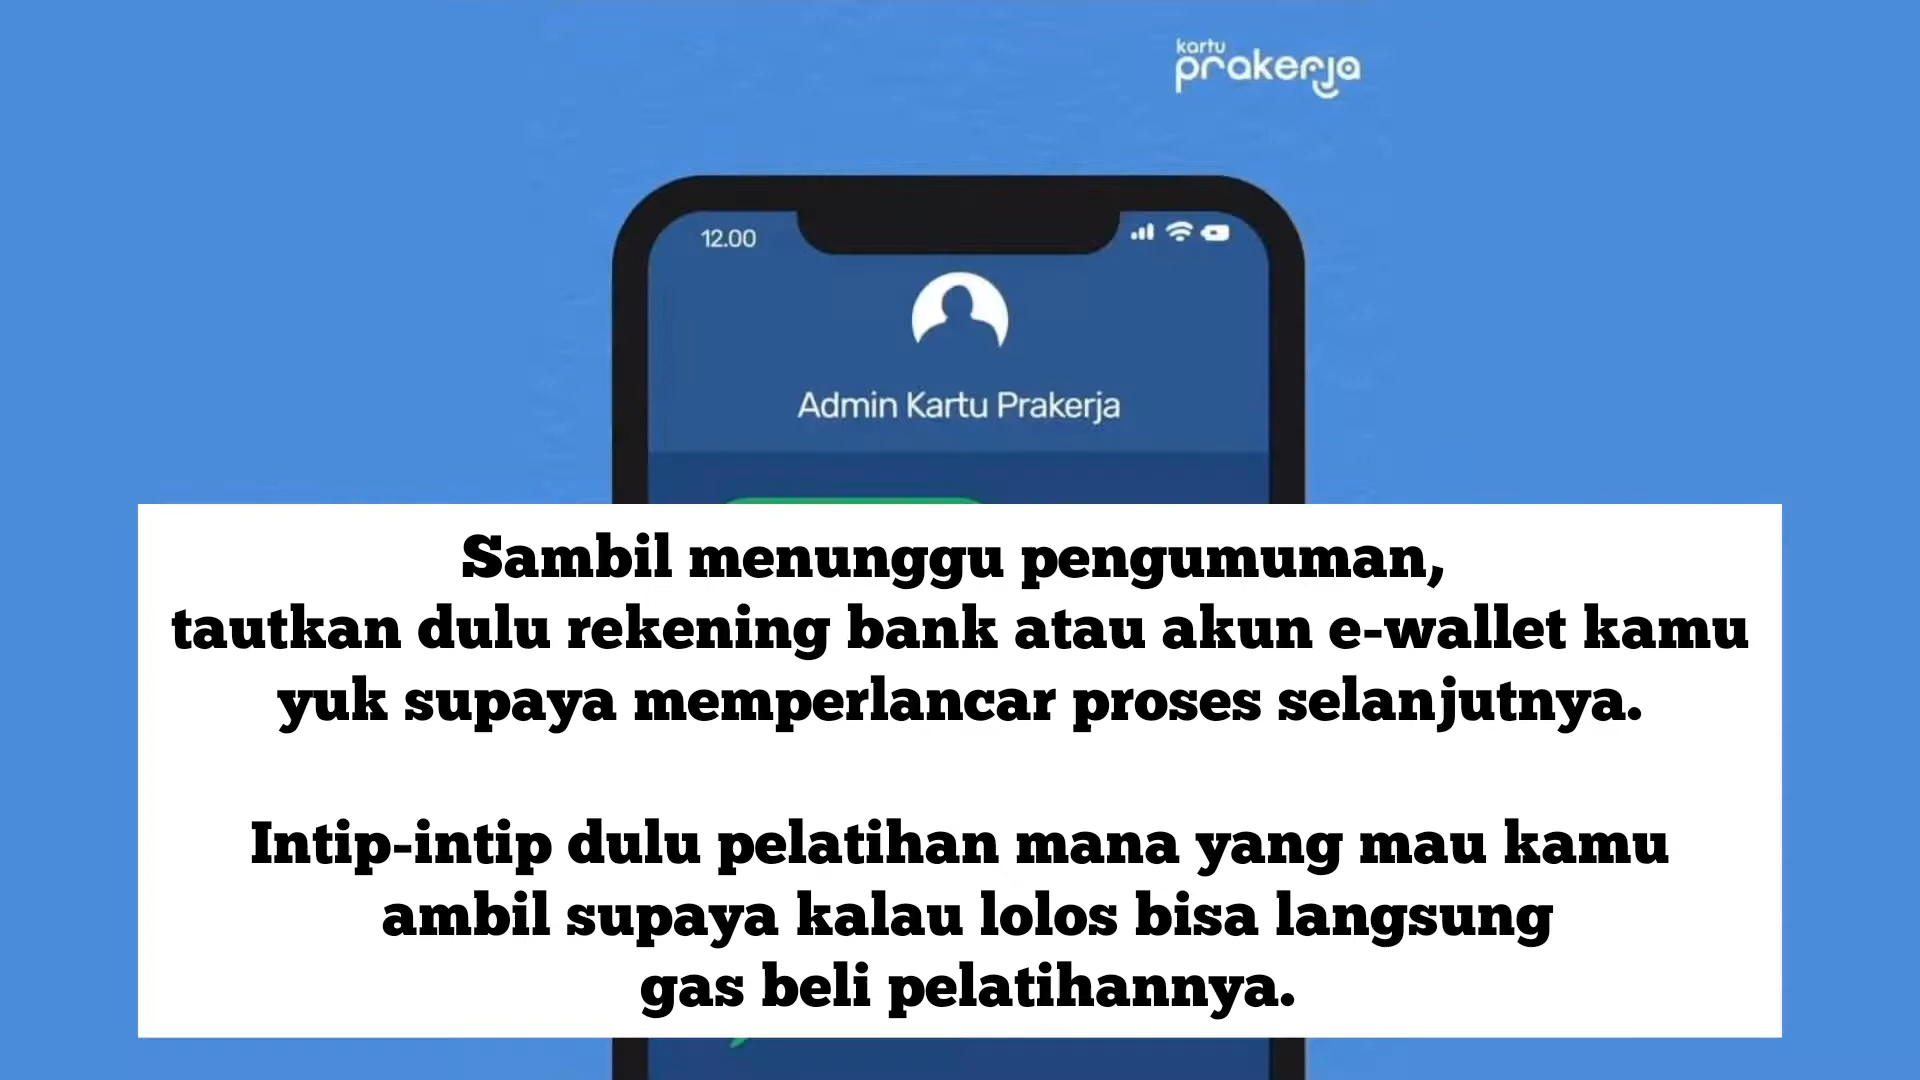 kartu
prakerja
12.00
Admin Kartu Prakerja
Sambil menunggu pengumuman,
tautkan dulu rekening bank atau akun e-wallet kamu
yuk supaya memperlancar proses selanjutnya.
Intip-intip dulu pelatihan mana yang mau kamu
ambil supaya kalau lolos bisa langsung
gas beli pelatihannya.